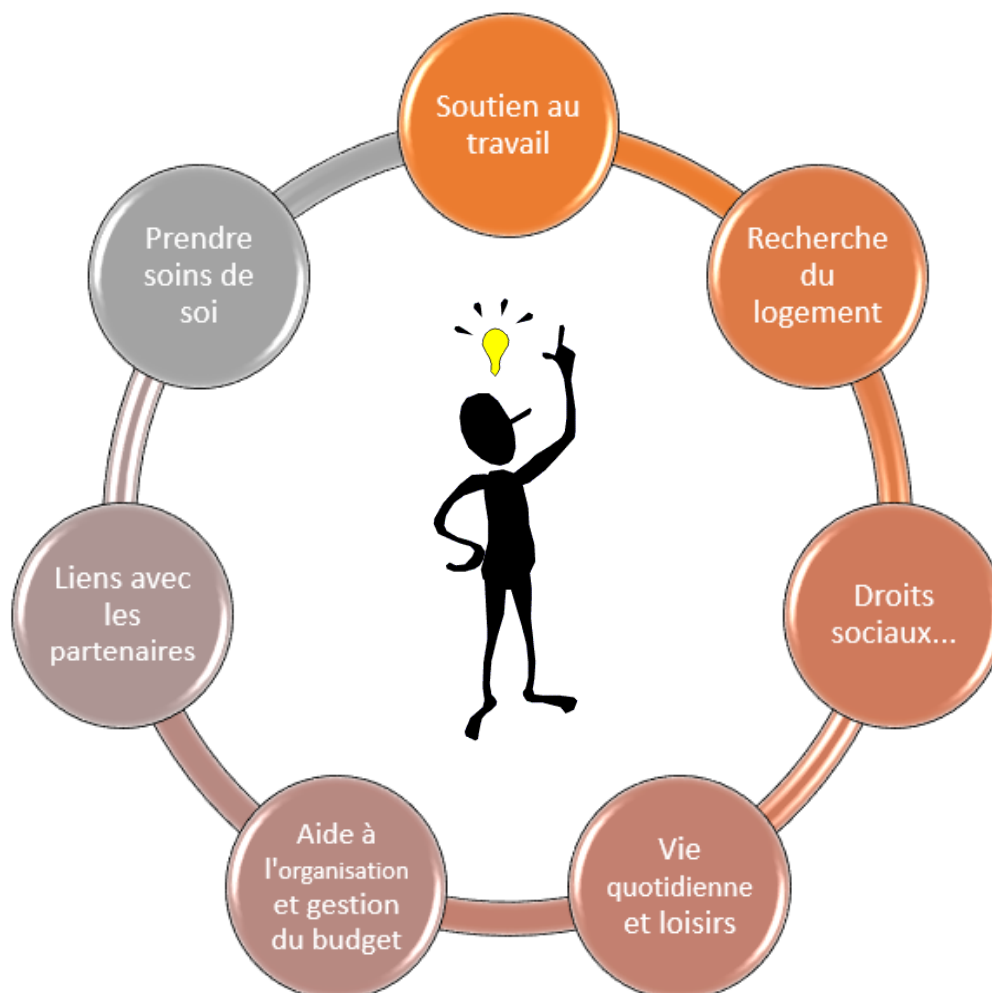 Soutien au
travail
Recherche
du
logement
Droits
sociaux...
Vie
quotidienne
et loisirs
Aide à
l'organisation
et gestion
du budget
Liens avec
les
partenaires
Prendre
soins de
soi